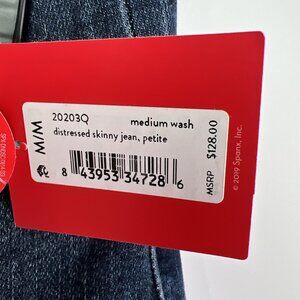 20203Q medium wash
distressed skinny jean, petite
M/M
8 43953 34728 6
MSRP $128.00
© 2019 Spanx, Inc.